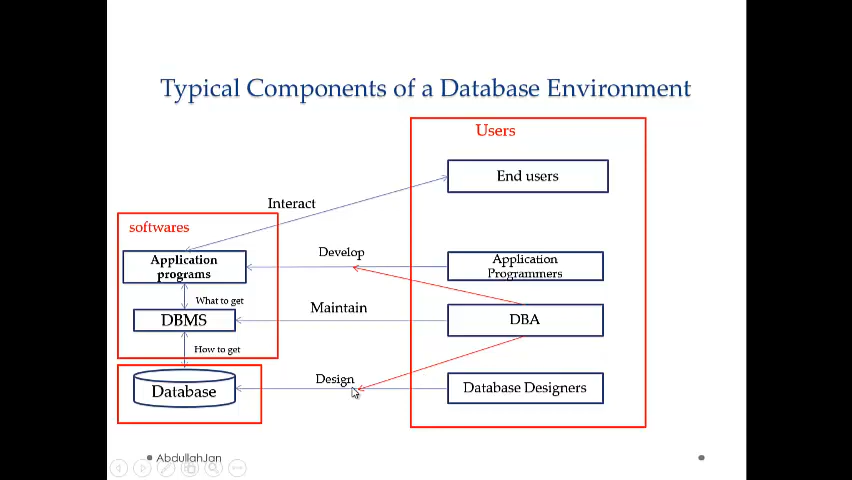 Typical Components of a Database Environment
Users
End users
Interact
softwares
Application
programs
Develop
Application
Programmers
What to get
DBMS
Maintain
DBA
How to get
Database
Design
Database Designers
AbdullahJan